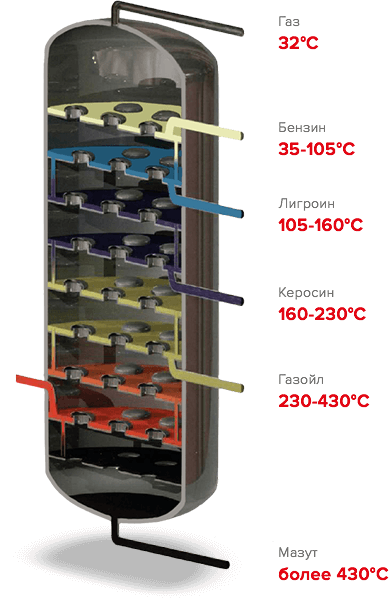 Газ
32°C
Бензин
35-105°C
Лигроин
105-160°C
Керосин
160-230°C
Газойл
230-430°C
Мазут
более 430°C